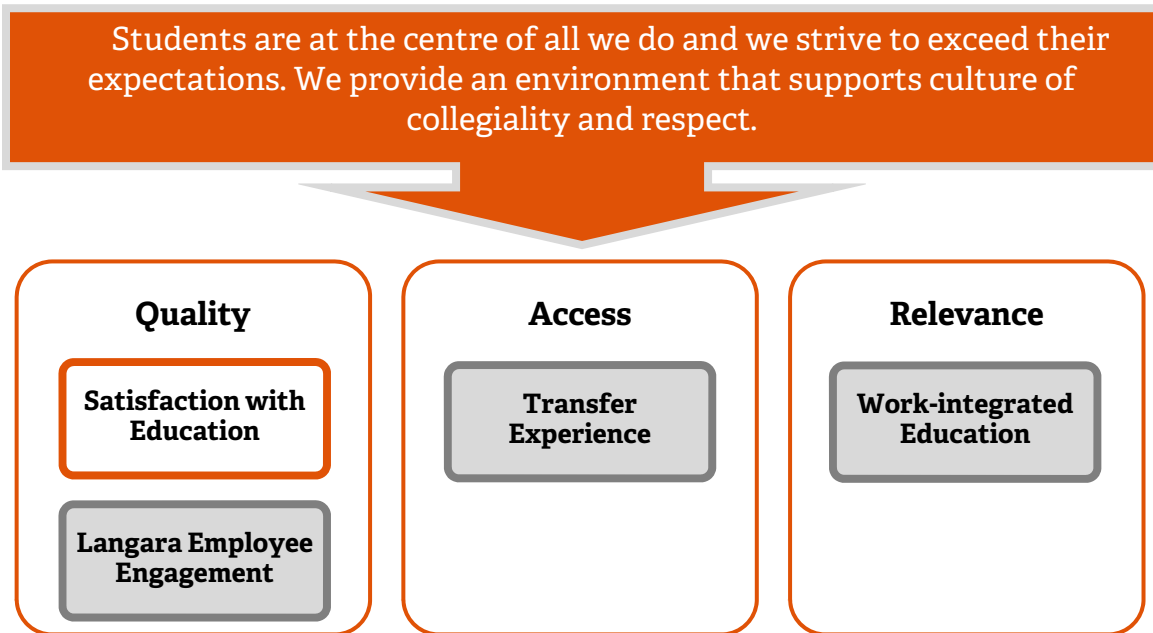 Students are at the centre of all we do and we strive to exceed their
expectations. We provide an environment that supports culture of
collegiality and respect.
Quality
Satisfaction with
Education
Langara Employee
Engagement
Access
Transfer
Experience
Relevance
Work-integrated
Education